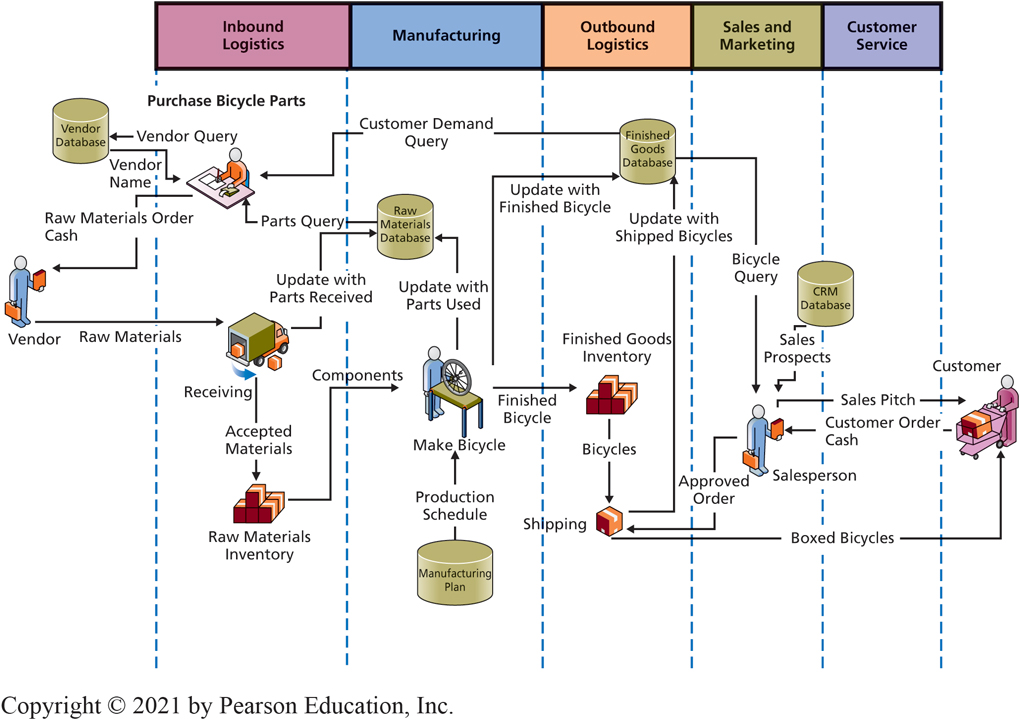 Inbound
Logistics
Manufacturing
Outbound
Logistics
Sales and
Marketing
Customer
Service
Purchase Bicycle Parts
Vendor
Database
Vendor Query
Vendor
Name
Customer Demand
Query
Finished
Goods
Database
Raw Materials Order
Cash
Parts Query
Raw
Materials
Database
Update with
Finished Bicycle
Update with
Shipped Bicycles
Update with
Parts Received
Update with
Parts Used
Bicycle
Query
CRM
Database
Vendor
Raw Materials
Sales
Prospects
Finished Goods
Inventory
Customer
Receiving
Components
Finished
Bicycle
Sales Pitch
Customer Order
Cash
Accepted
Materials
Make Bicycle
Bicycles
Approved
Order
Salesperson
Production
Schedule
Shipping
Raw Materials
Inventory
Boxed Bicycles
Manufacturing
Plan
Copyright © 2021 by Pearson Education, Inc.